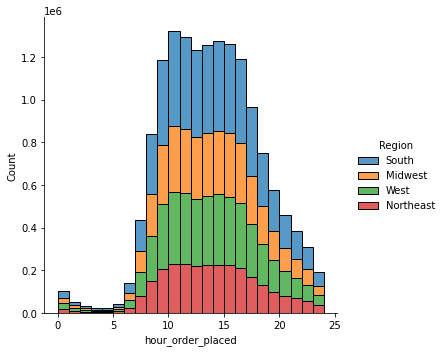 1e6
1.2
1.0
0.8
0.6
0.4
0.2
0.0
Count
0 5 10 15 20 25
hour_order_placed
Region
South
Midwest
West
Northeast